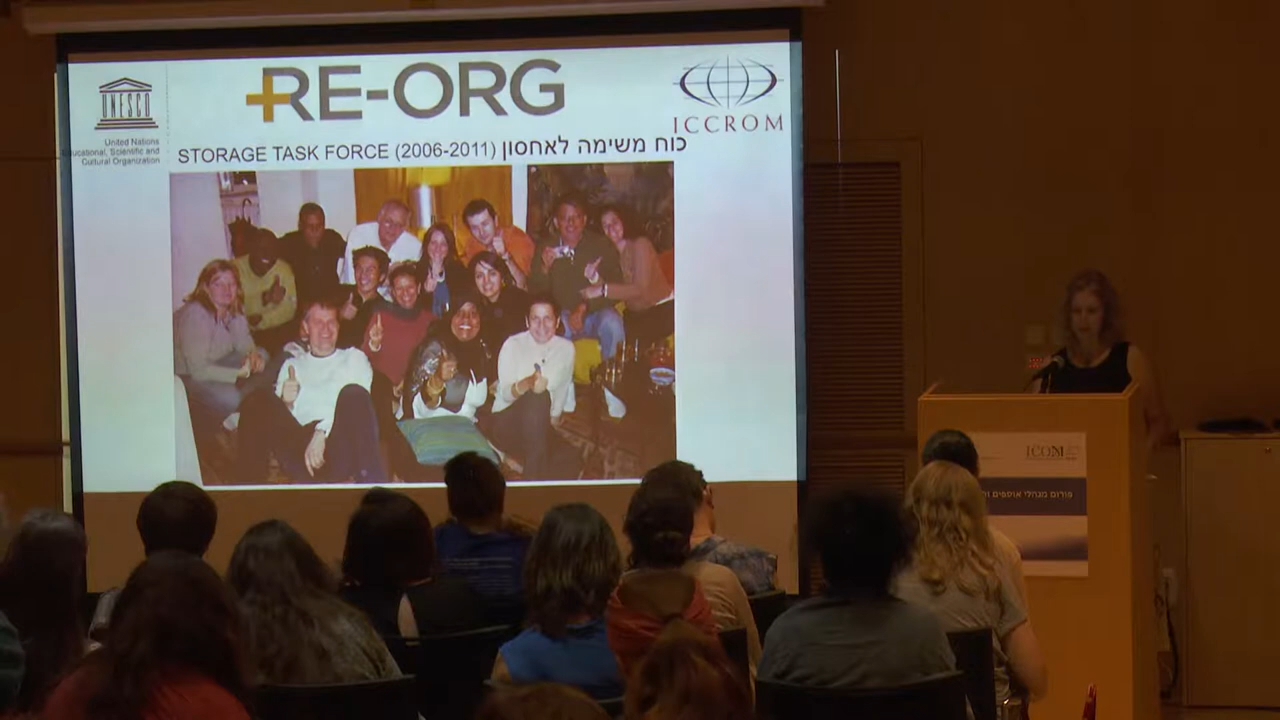 UNESCO
United Nations
Educational, Scientific and
Cultural Organization
+RE-ORG
ICCROM
STORAGE TASK FORCE (2006-2011) כוח משימה לאחסון
ICOM
פורום מנהלי אוספים